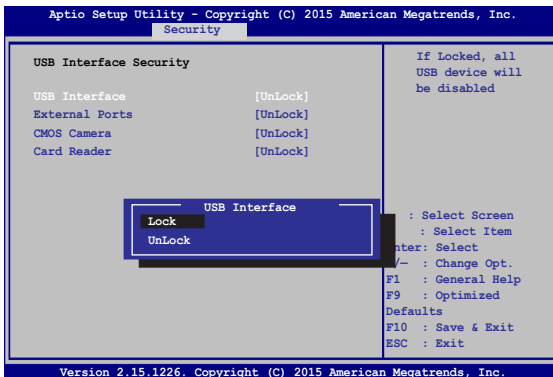 Aptio Setup Utility - Copyright (C) 2015 American Megatrends, Inc.
Security
USB Interface Security
USB Interface [UnLock]
External Ports [UnLock]
CMOS Camera [UnLock]
Card Reader [UnLock]
If Locked, all
USB device will
be disabled
USB Interface
Lock
UnLock
: Select Screen
: Select Item
nter: Select
/— : Change Opt.
F1 : General Help
F9 : Optimized
Defaults
F10 : Save & Exit
ESC : Exit
Version 2.15.1226. Copyright (C) 2015 American Megatrends, Inc.